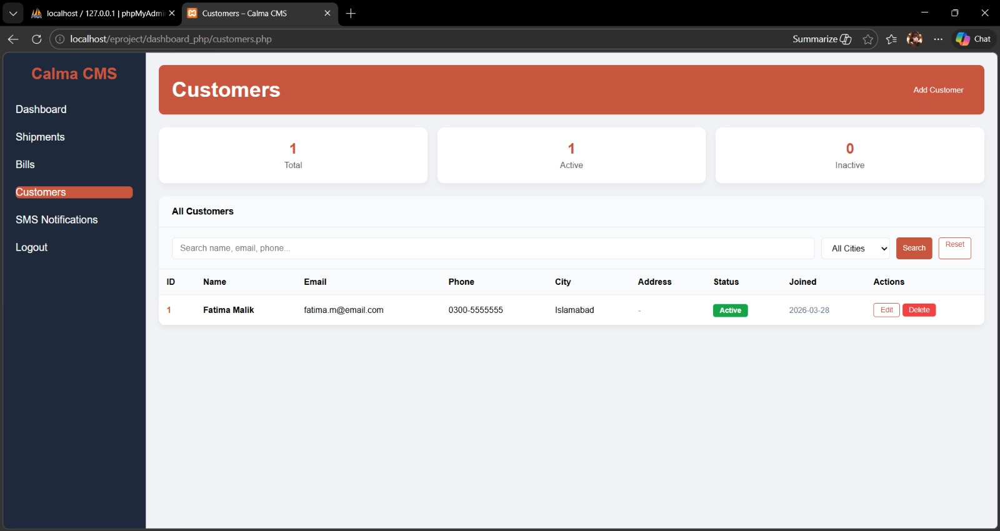 localhost / 127.0.0.1 | phpMyAdmi
Customers – Calma CMS
localhost/eproject/dashboard_php/customers.php
Summarize
Chat
Calma CMS
Dashboard
Shipments
Bills
Customers
SMS Notifications
Logout
Customers
Add Customer
1
Total
1
Active
0
Inactive
All Customers
Search name, email, phone...
All Cities
Search
Reset
ID Name Email Phone City Address Status Joined Actions
1 Fatima Malik fatima.m@email.com 0300-5555555 Islamabad - Active 2026-03-28 Edit Delete